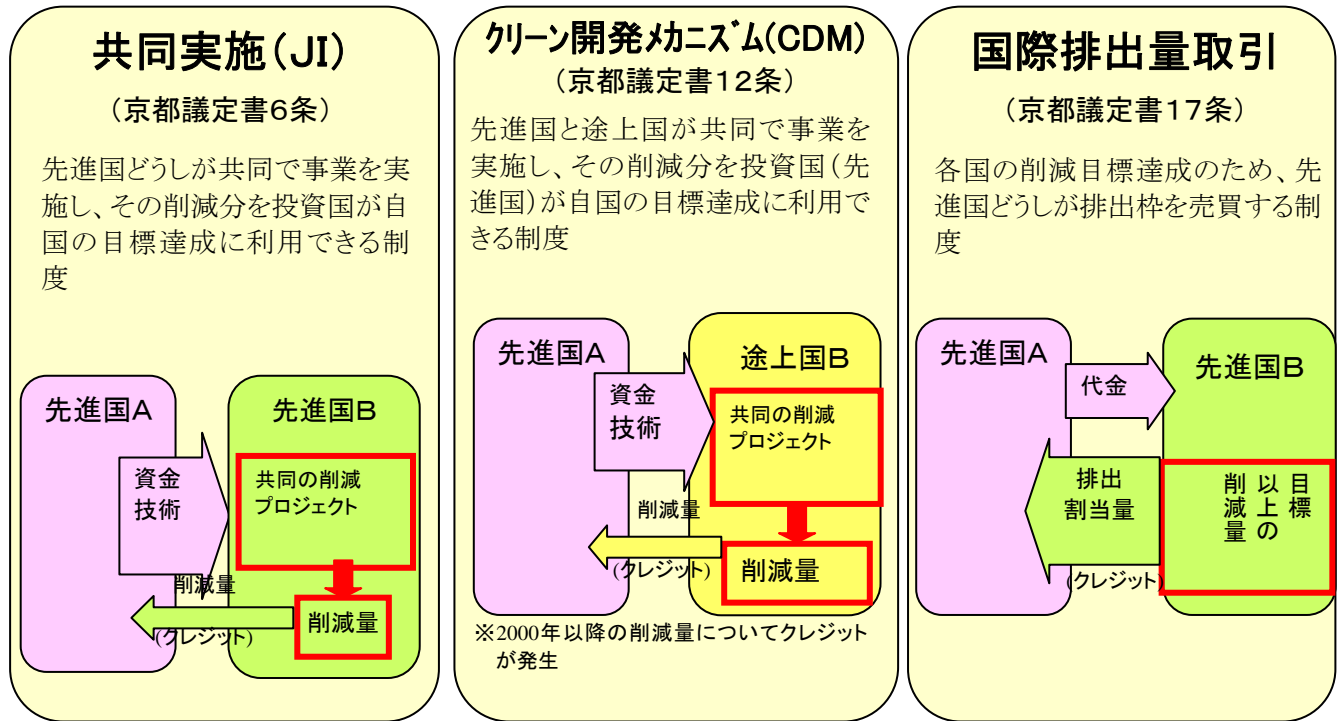 共同実施(JI)
(京都議定書6条)
先進国どうしが共同で事業を実
施し、その削減分を投資国が自
国の目標達成に利用できる制
度
先進国A
先進国B
資金
技術
共同の削減
プロジェクト
削減量
(クレジット)
削減量
クリーン開発メカニズム(CDM)
(京都議定書12条)
先進国と途上国が共同で事業を
実施し、その削減分を投資国(先
進国)が自国の目標達成に利用で
きる制度
先進国A
途上国B
資金
技術
共同の削減
プロジェクト
削減量
(クレジット)
削減量
※2000年以降の削減量についてクレジット
が発生
国際排出量取引
(京都議定書17条)
各国の削減目標達成のため、先
進国どうしが排出枠を売買する制
度
先進国A
先進国B
代金
排出
割当量
(クレジット)
目標
以上の
削減量